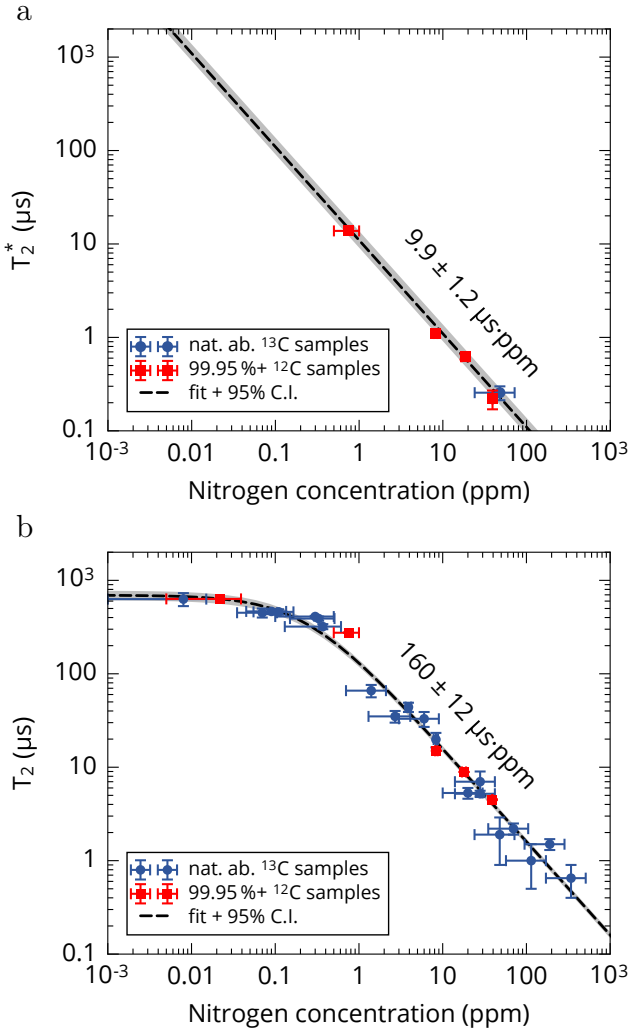 a
10³
100
10
1
0.1
T₂* (µs)
9.9 ± 1.2 µs·ppm
nat. ab. ¹³C samples
99.95 %+ ¹²C samples
fit + 95% C.I.
10⁻³ 0.01 0.1 1 10 100 10³
Nitrogen concentration (ppm)
b
10³
100
10
1
0.1
T₂ (µs)
160 ± 12 µs·ppm
nat. ab. ¹³C samples
99.95 %+ ¹²C samples
fit + 95% C.I.
10⁻³ 0.01 0.1 1 10 100 10³
Nitrogen concentration (ppm)